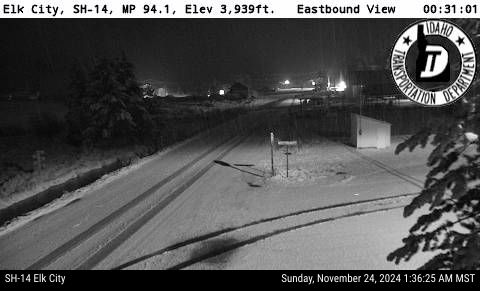 Elk City, SH-14, MP 94.1, Elev 3,939ft.   Eastbound View   00:31:01
IDAHO
TRANSPORTATION DEPARTMENT
SH-14 Elk City
Sunday, November 24, 2024 1:36:25 AM MST